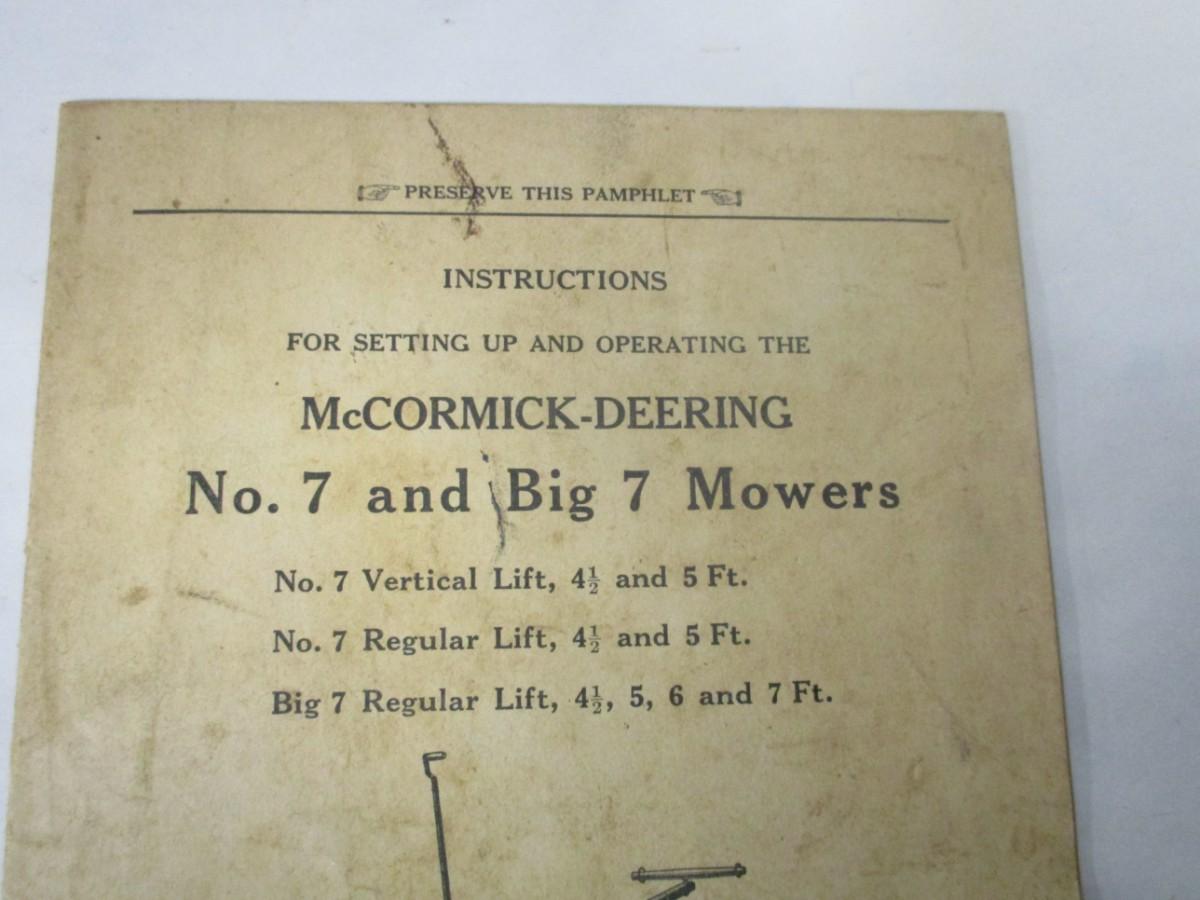 PRESERVE THIS PAMPHLET
INSTRUCTIONS
FOR SETTING UP AND OPERATING THE
McCORMICK-DEERING
No. 7 and Big 7 Mowers
No. 7 Vertical Lift, 4½ and 5 Ft.
No. 7 Regular Lift, 4½ and 5 Ft.
Big 7 Regular Lift, 4½, 5, 6 and 7 Ft.